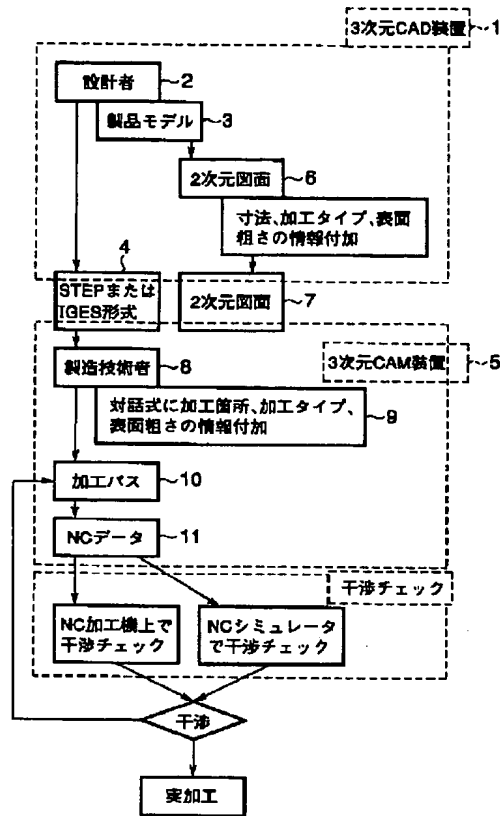 3次元CAD装置 1
設計者 2
製品モデル 3
2次元図面 6
寸法、加工タイプ、表面
粗さの情報付加
4
STEPまたは
IGES形式
2次元図面 7
3次元CAM装置 5
製造技術者 8
対話式に加工箇所、加工タイプ、
表面粗さの情報付加
9
加工パス 10
NCデータ 11
干渉チェック
NC加工機上で
干渉チェック
NCシミュレータ
で干渉チェック
干渉
実加工